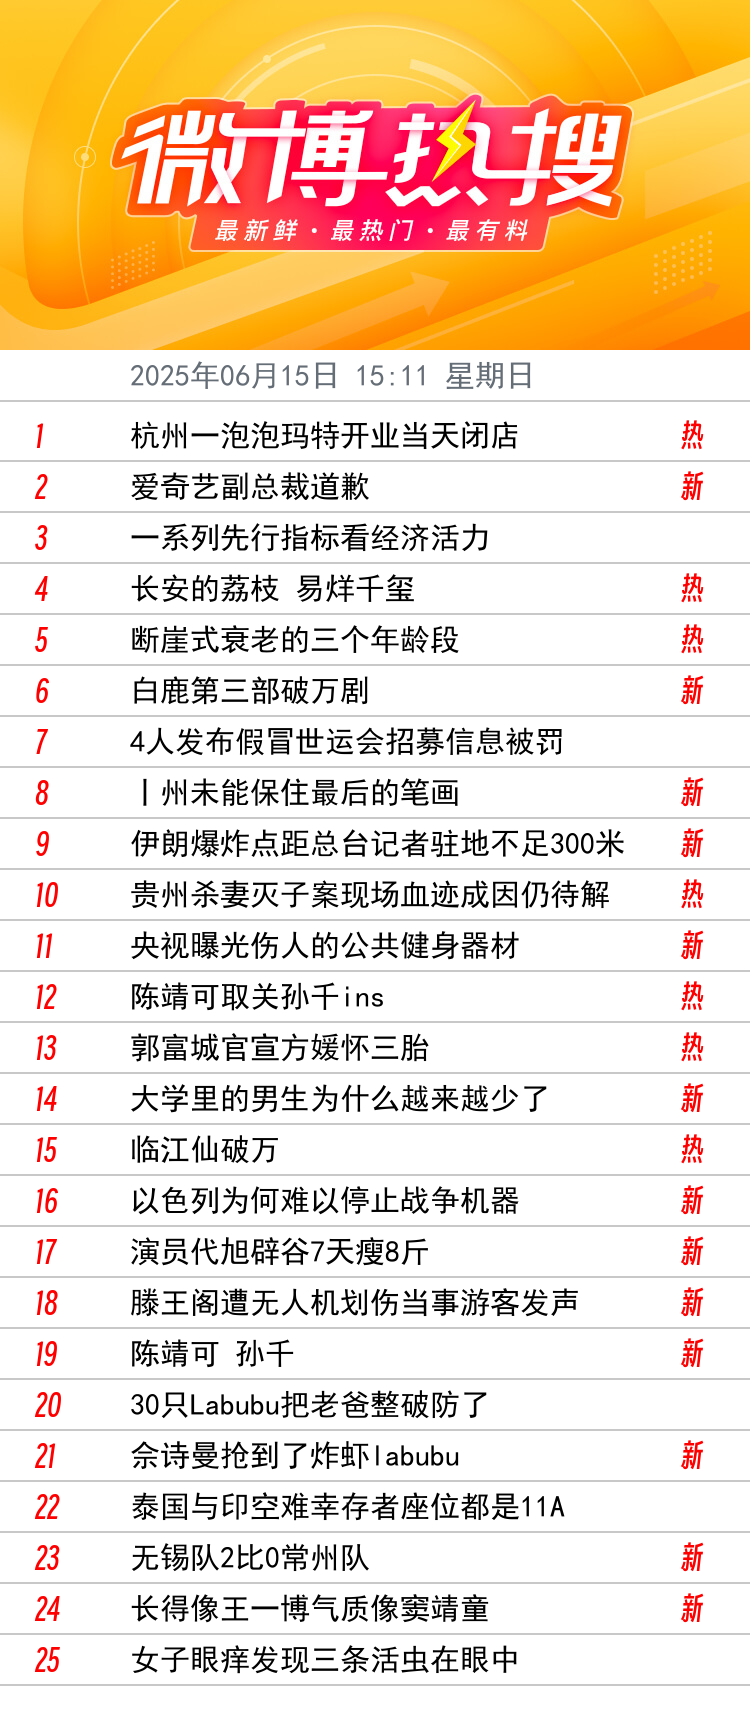 微博热搜
最新鲜·最热门·最有料
2025年06月15日 15:11 星期日
1 杭州一泡泡玛特开业当天闭店 热
2 爱奇艺副总裁道歉 新
3 一系列先行指标看经济活力
4 长安的荔枝 易烊千玺 热
5 断崖式衰老的三个年龄段 热
6 白鹿第三部破万剧 新
7 4人发布假冒世运会招募信息被罚
8 丨州未能保住最后的笔画 新
9 伊朗爆炸点距总台记者驻地不足300米 新
10 贵州杀妻灭子案现场血迹成因仍待解 热
11 央视曝光伤人的公共健身器材 新
12 陈靖可取关孙千ins 热
13 郭富城官宣方媛怀三胎 热
14 大学里的男生为什么越来越少了 新
15 临江仙破万 热
16 以色列为何难以停止战争机器 新
17 演员代旭辟谷7天瘦8斤 新
18 滕王阁遭无人机划伤当事游客发声 新
19 陈靖可 孙千 新
20 30只Labubu把老爸整破防了
21 佘诗曼抢到了炸虾labubu 新
22 泰国与印空难幸存者座位都是11A
23 无锡队2比0常州队 新
24 长得像王一博气质像窦靖童 新
25 女子眼痒发现三条活虫在眼中